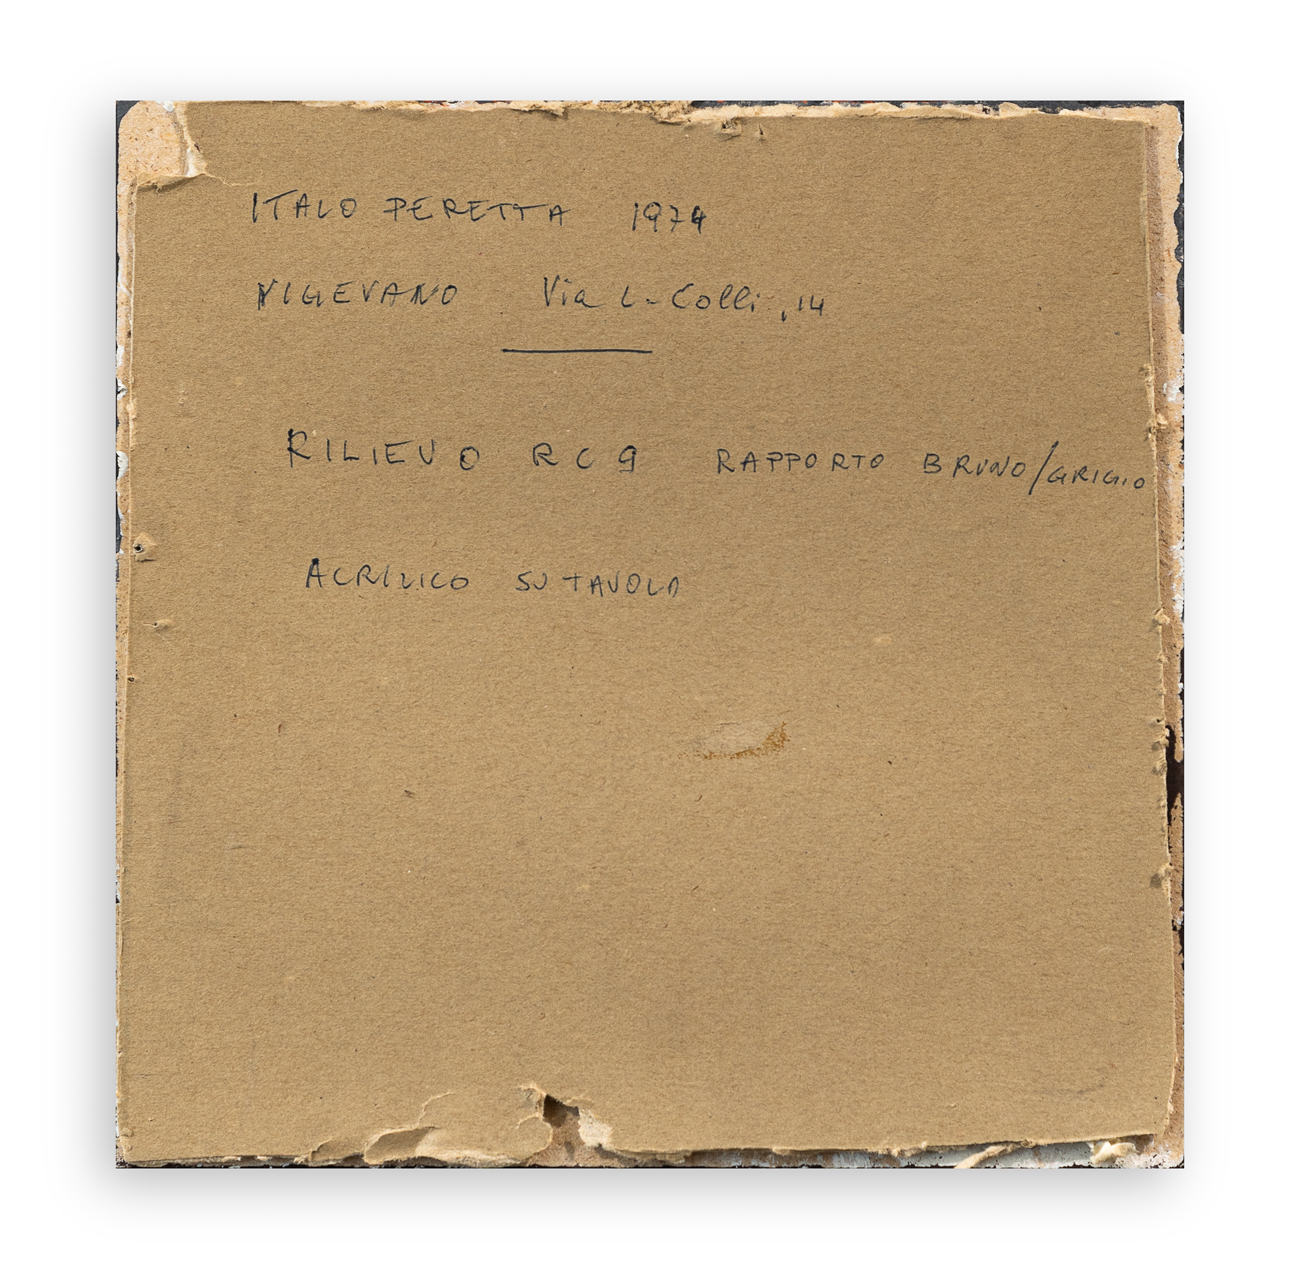 ITALO PERETTA 1974
VIGEVANO Via L. Colli, 14
RILIEVO RC9 RAPPORTO BRUNO/GRIGIO
ACRILICO SU TAVOLA